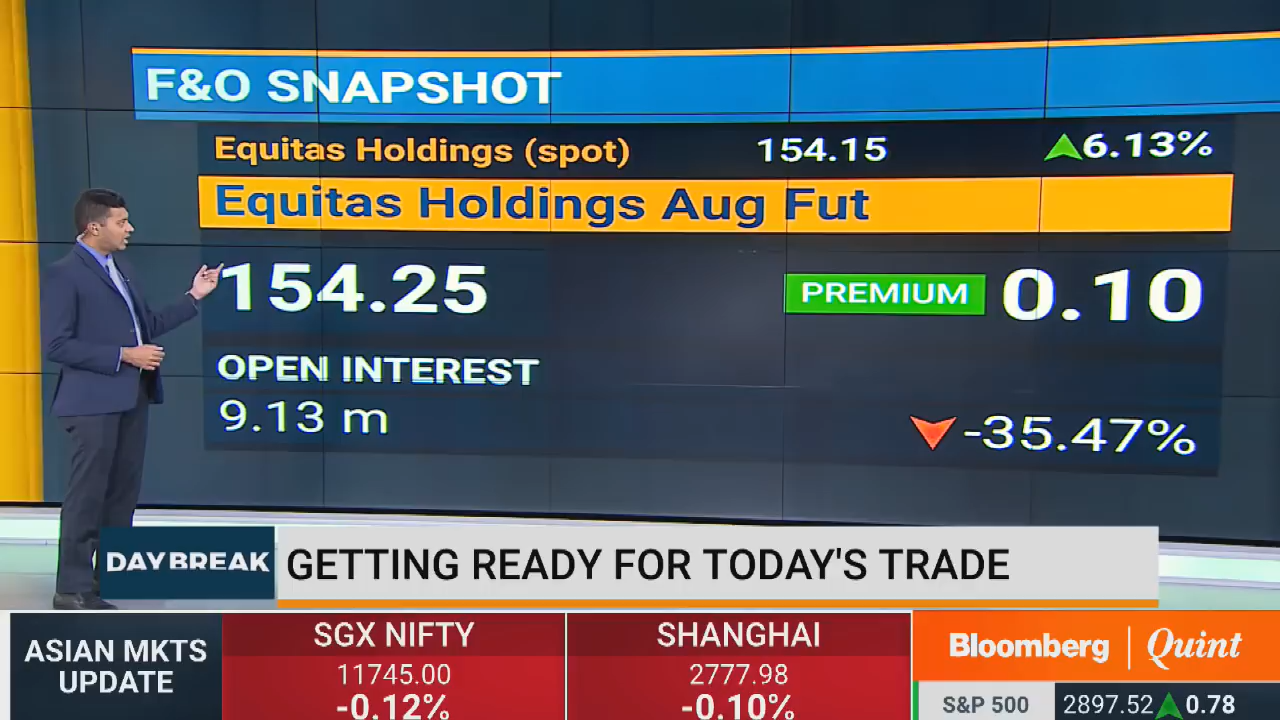 F&O SNAPSHOT
Equitas Holdings (spot) 154.15 6.13%
Equitas Holdings Aug Fut
154.25 PREMIUM 0.10
OPEN INTEREST
9.13 m -35.47%
DAYBREAK GETTING READY FOR TODAY'S TRADE
ASIAN MKTS UPDATE
SGX NIFTY
11745.00
-0.12%
SHANGHAI
2777.98
-0.10%
Bloomberg | Quint
S&P 500 2897.52 0.78